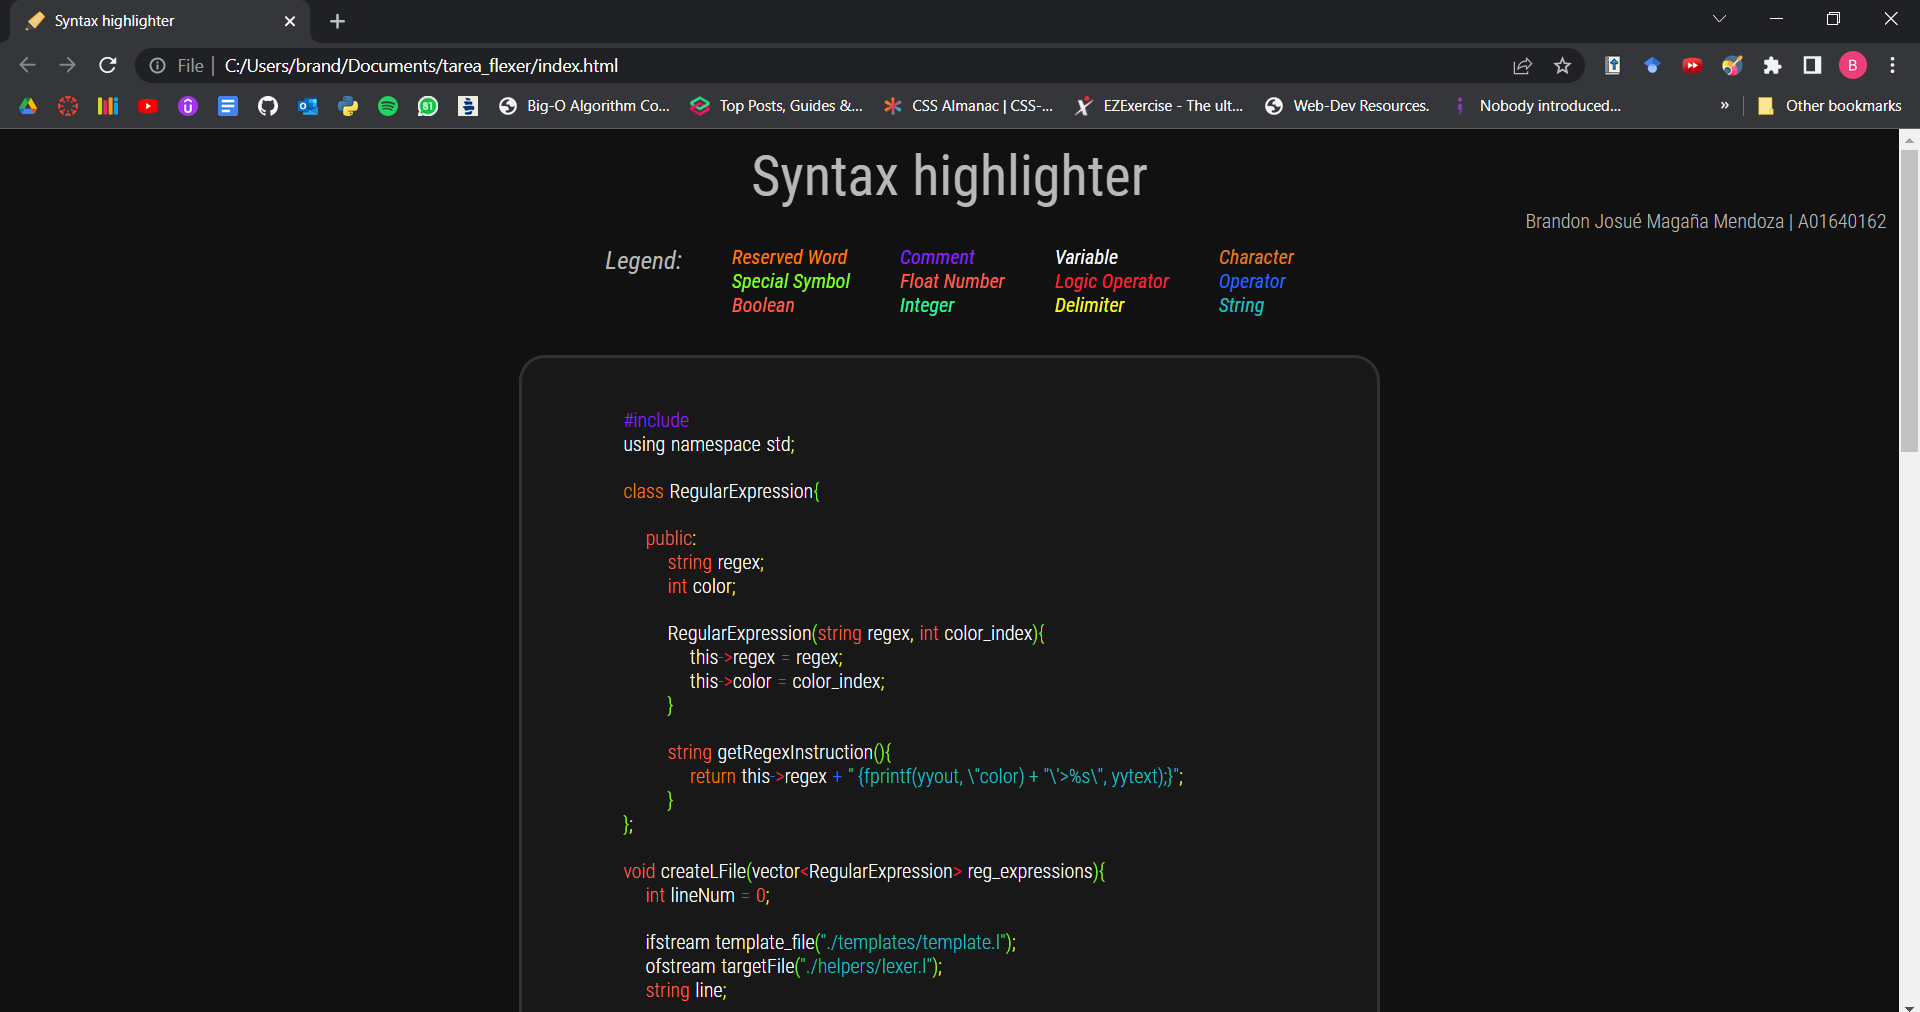 Syntax highlighter
File | C:/Users/brand/Documents/tarea_flexer/index.html
B
81
Big-O Algorithm Co...
Top Posts, Guides &...
CSS Almanac | CSS-...
EZExercise - The ult...
Web-Dev Resources.
Nobody introduced...
»
Other bookmarks
Syntax highlighter
Brandon Josué Magaña Mendoza | A01640162
Legend:
Reserved Word Comment Variable Character
Special Symbol Float Number Logic Operator Operator
Boolean Integer Delimiter String
#include
using namespace std;
class RegularExpression{
public:
string regex;
int color;
RegularExpression(string regex, int color_index){
this->regex = regex;
this->color = color_index;
}
string getRegexInstruction(){
return this->regex + " {fprintf(yyout, \"color) + "\'>%s\", yytext);}";
}
};
void createLFile(vector<RegularExpression> reg_expressions){
int lineNum = 0;
ifstream template_file("./templates/template.l");
ofstream targetFile("./helpers/lexer.l");
string line;